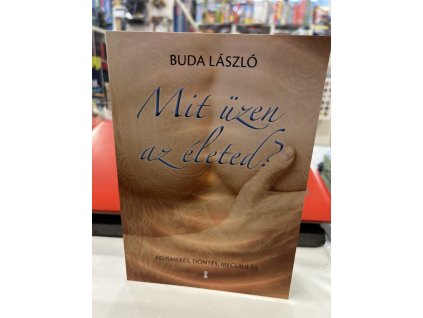 BUDA LÁSZLÓ
Mit üzen
az életed?
FELISMERÉS, DÖNTÉS, MEGÚJULÁS